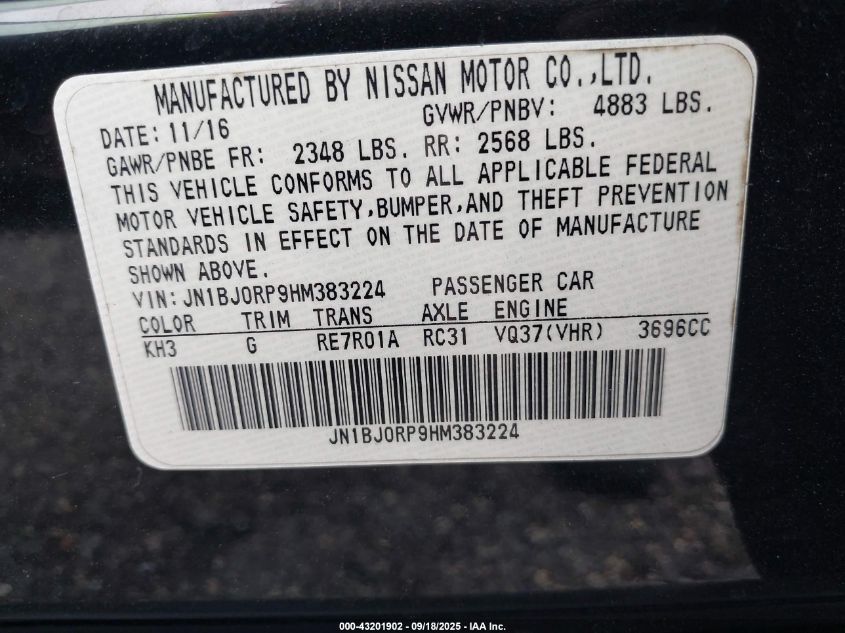 MANUFACTURED BY NISSAN MOTOR CO.,LTD.
DATE: 11/16 GVWR/PNBV: 4883 LBS.
GAWR/PNBE FR: 2348 LBS. RR: 2568 LBS.
THIS VEHICLE CONFORMS TO ALL APPLICABLE FEDERAL
MOTOR VEHICLE SAFETY,BUMPER,AND THEFT PREVENTION
STANDARDS IN EFFECT ON THE DATE OF MANUFACTURE
SHOWN ABOVE.
VIN: JN1BJ0RP9HM383224 PASSENGER CAR
COLOR TRIM TRANS AXLE ENGINE
KH3 G RE7R01A RC31 VQ37(VHR) 3696CC
JN1BJ0RP9HM383224
000-43201902 - 09/18/2025 - IAA Inc.